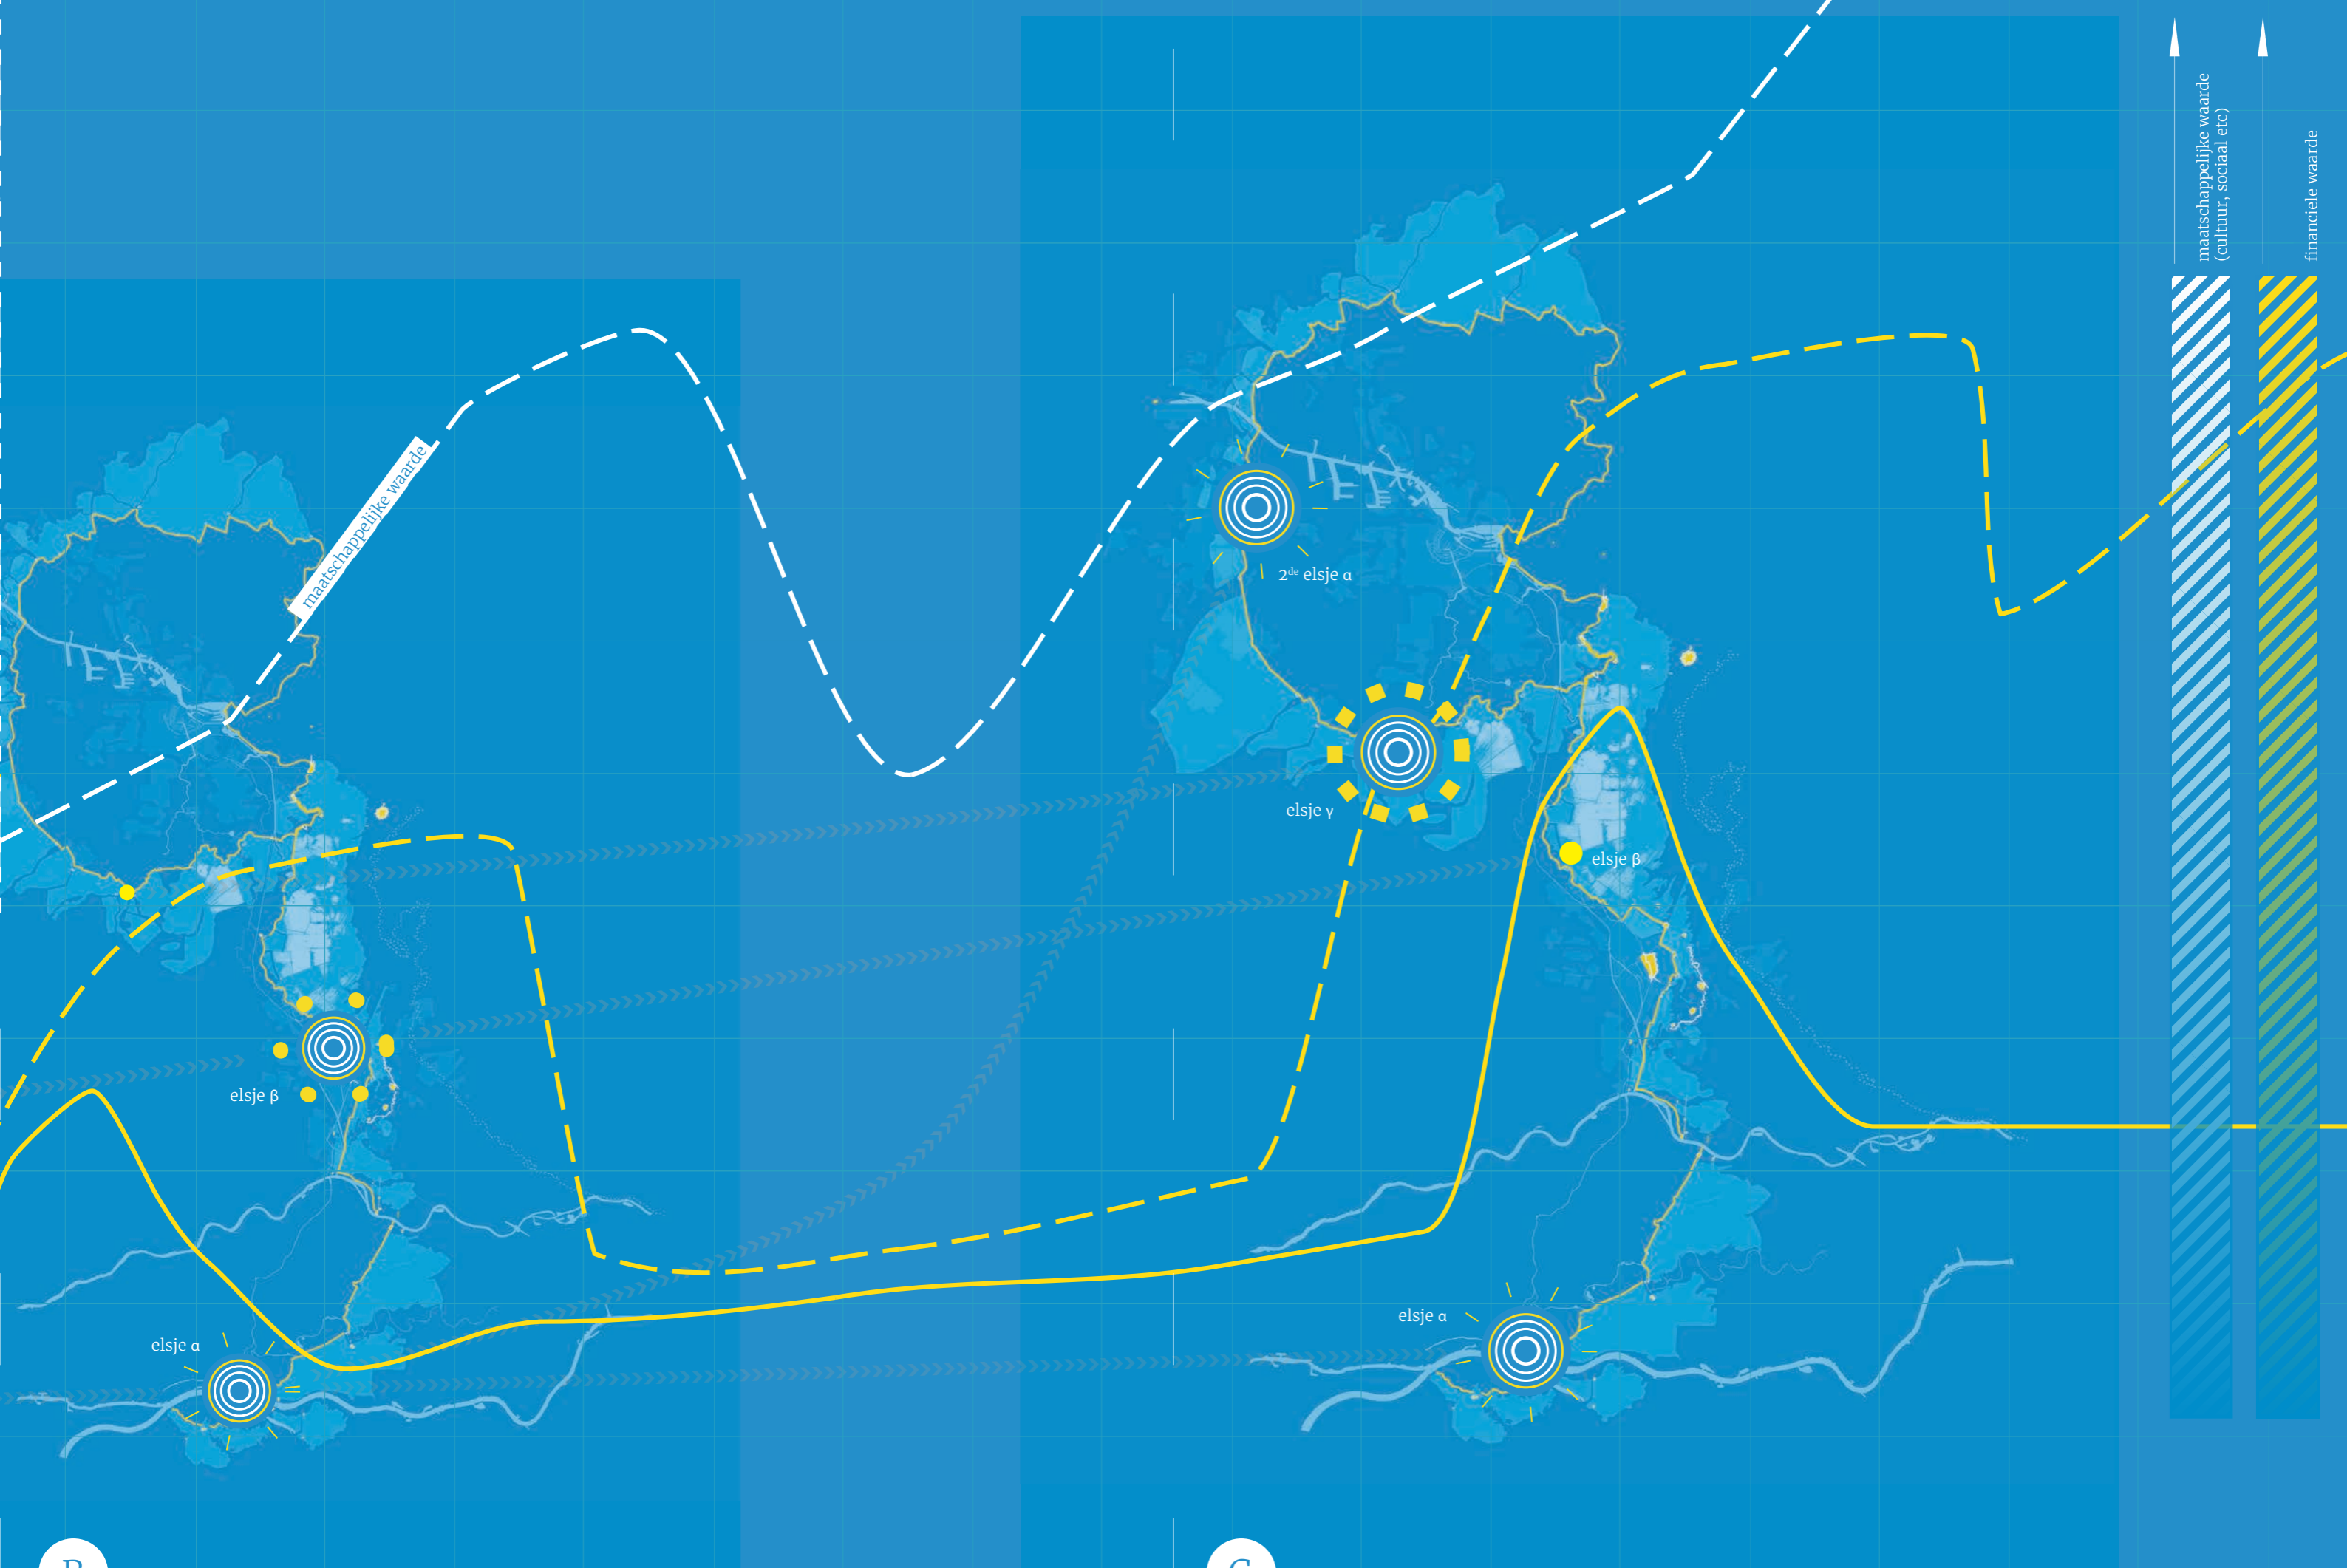 maatschappelijke waarde
(cultuur, sociaal etc)
financiele waarde
maatschappelijke waarde
2de elsje α
elsje γ
elsje β
elsje β
elsje α
elsje α
B
C